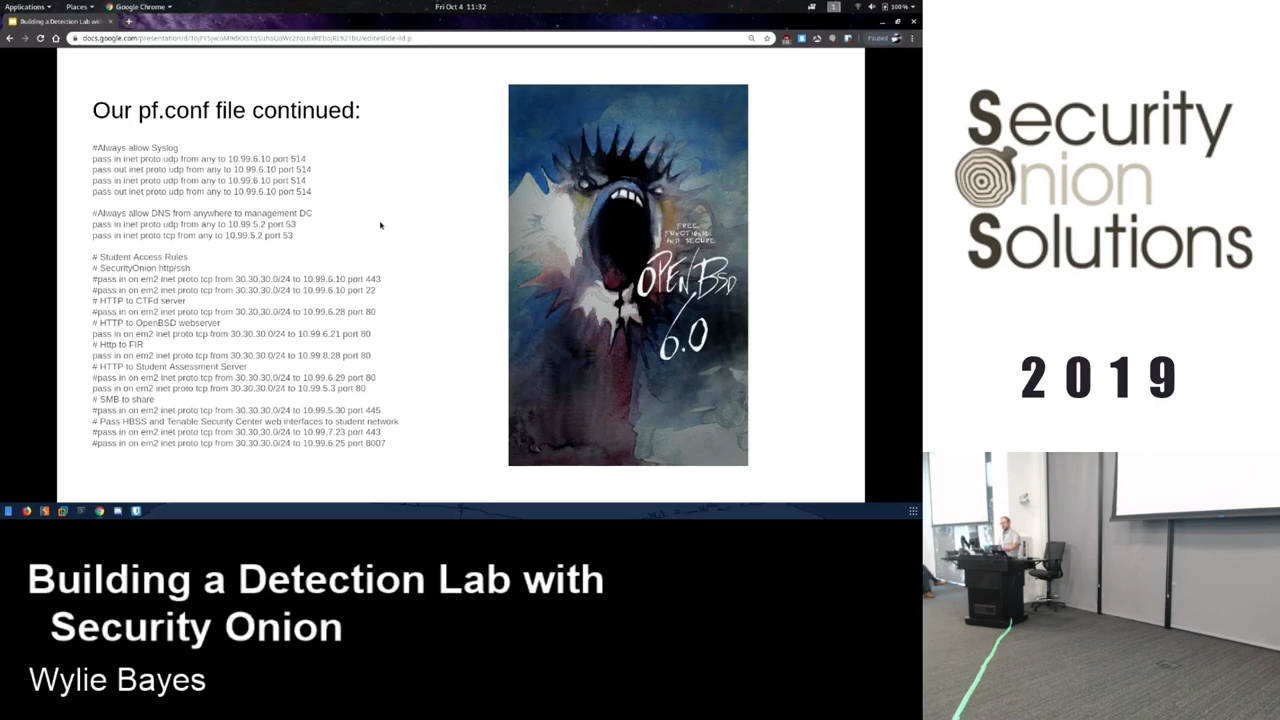 Applications
Places
Google Chrome
Fri Oct 4 11:32
1
100%
Building a Detection Lab with
Paused
Our pf.conf file continued:
#Always allow Syslog
pass in inet proto udp from any to 10.99.6.10 port 514
pass out inet proto udp from any to 10.99.6.10 port 514
pass in inet proto udp from any to 10.99.6.10 port 514
pass out inet proto udp from any to 10.99.6.10 port 514
#Always allow DNS from anywhere to management DC
pass in inet proto udp from any to 10.99.5.2 port 53
pass in inet proto tcp from any to 10.99.5.2 port 53
# Student Access Rules
# SecurityOnion http/ssh
#pass in on em2 inet proto tcp from 30.30.30.0/24 to 10.99.6.10 port 443
#pass in on em2 inet proto tcp from 30.30.30.0/24 to 10.99.6.10 port 22
# HTTP to CTFd server
#pass in on em2 inet proto tcp from 30.30.30.0/24 to 10.99.6.28 port 80
# HTTP to OpenBSD webserver
pass in on em2 inet proto tcp from 30.30.30.0/24 to 10.99.6.21 port 80
# Http to FIR
pass in on em2 inet proto tcp from 30.30.30.0/24 to 10.99.8.28 port 80
# HTTP to Student Assessment Server
#pass in on em2 inet proto tcp from 30.30.30.0/24 to 10.99.6.29 port 80
pass in on em2 inet proto tcp from 30.30.30.0/24 to 10.99.5.3 port 80
# SMB to share
#pass in on em2 inet proto tcp from 30.30.30.0/24 to 10.99.5.30 port 445
# Pass HBSS and Tenable Security Center web interfaces to student network
#pass in on em2 inet proto tcp from 30.30.30.0/24 to 10.99.7.23 port 443
#pass in on em2 inet proto tcp from 30.30.30.0/24 to 10.99.6.25 port 8007
FREE,
FUNCTIONAL
AND SECURE
OPENBSD
6.0
Security
Onion
Solutions
2019
Building a Detection Lab with
Security Onion
Wylie Bayes